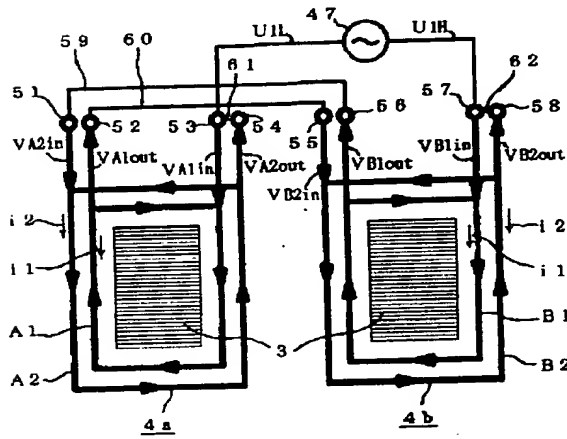 47
U1L
U1H
59
60
61
62
51
52
53
54
55
56
57
58
VA2in
VA1out
VA1in
VA2out
VB2in
VB1out
VB1in
VB2out
i2
i1
i2
i1
3
A1
A2
B1
B2
4a
4b